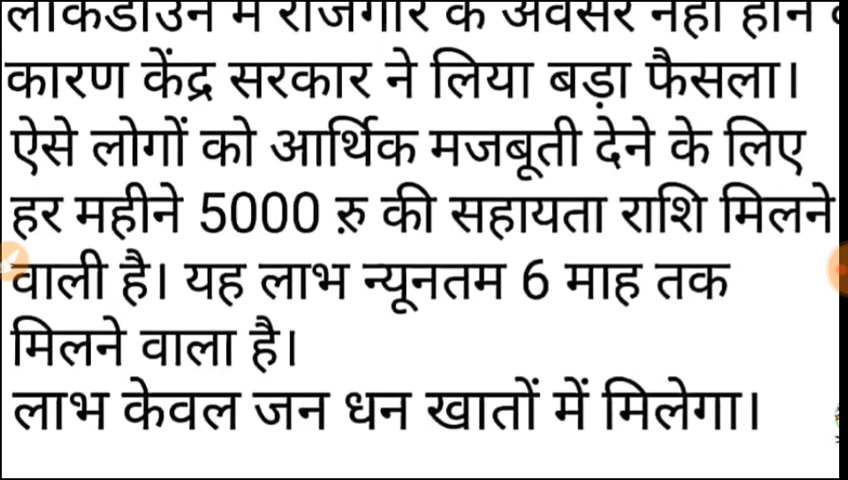 लॉकडाउन में रोजगार के अवसर नहीं होने
कारण केंद्र सरकार ने लिया बड़ा फैसला।
ऐसे लोगों को आर्थिक मजबूती देने के लिए
हर महीने 5000 रु की सहायता राशि मिलने
वाली है। यह लाभ न्यूनतम 6 माह तक
मिलने वाला है।
लाभ केवल जन धन खातों में मिलेगा।